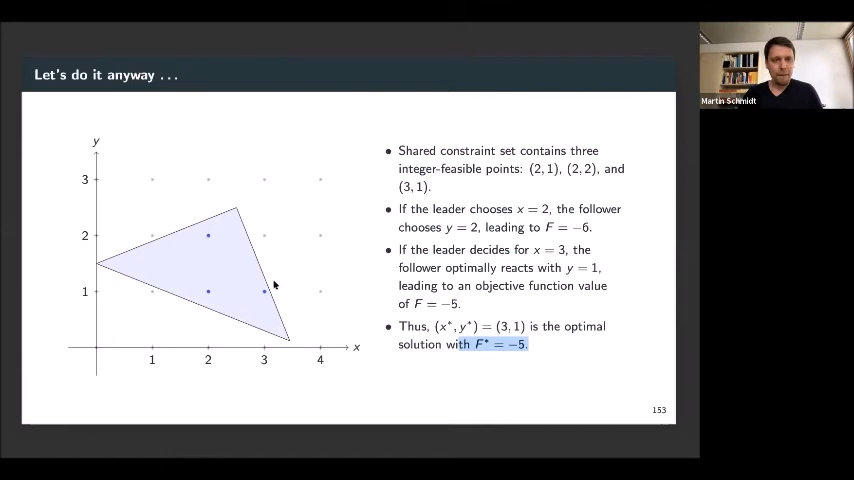 Let's do it anyway . . .
Martin Schmidt
y
3
2
1
1
2
3
4
x
• Shared constraint set contains three
integer-feasible points: (2, 1), (2, 2), and
(3, 1).
• If the leader chooses x = 2, the follower
chooses y = 2, leading to F = −6.
• If the leader decides for x = 3, the
follower optimally reacts with y = 1,
leading to an objective function value
of F = −5.
• Thus, (x*, y*) = (3, 1) is the optimal
solution with F* = −5.
153